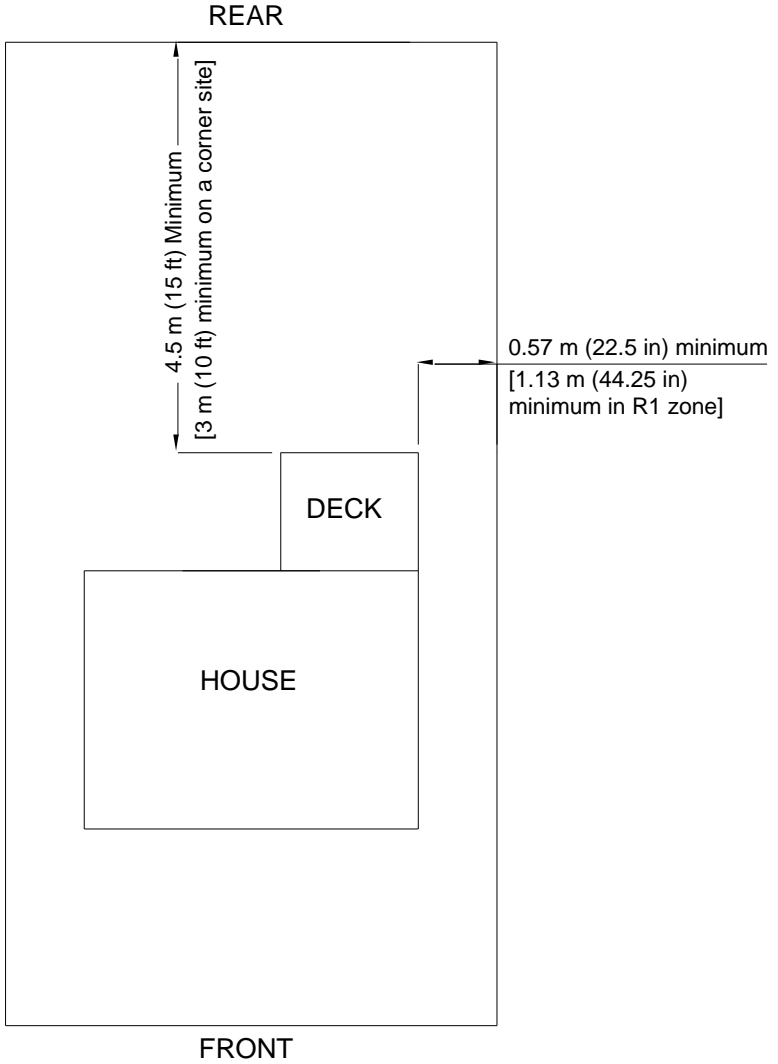 REAR
4.5 m (15 ft) Minimum
[3 m (10 ft) minimum on a corner site]
0.57 m (22.5 in) minimum
[1.13 m (44.25 in)
minimum in R1 zone]
DECK
HOUSE
FRONT